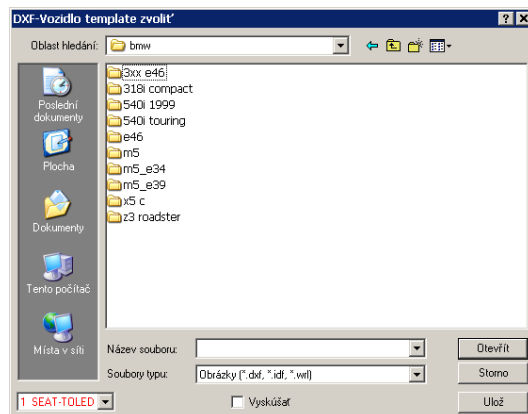 DXF-Vozidlo template zvoliť
Oblast hledání:
bmw
Poslední
dokumenty
Plocha
Dokumenty
Tento počítač
Místa v síti
3xx e46
318i compact
540i 1999
540i touring
e46
m5
m5_e34
m5_e39
x5 c
z3 roadster
Název souboru:
Otevřít
Soubory typu:
Obrázky (*.dxf, *.idf, *.wrl)
Storno
1 SEAT-TOLED
Vyskúšať
Ulož